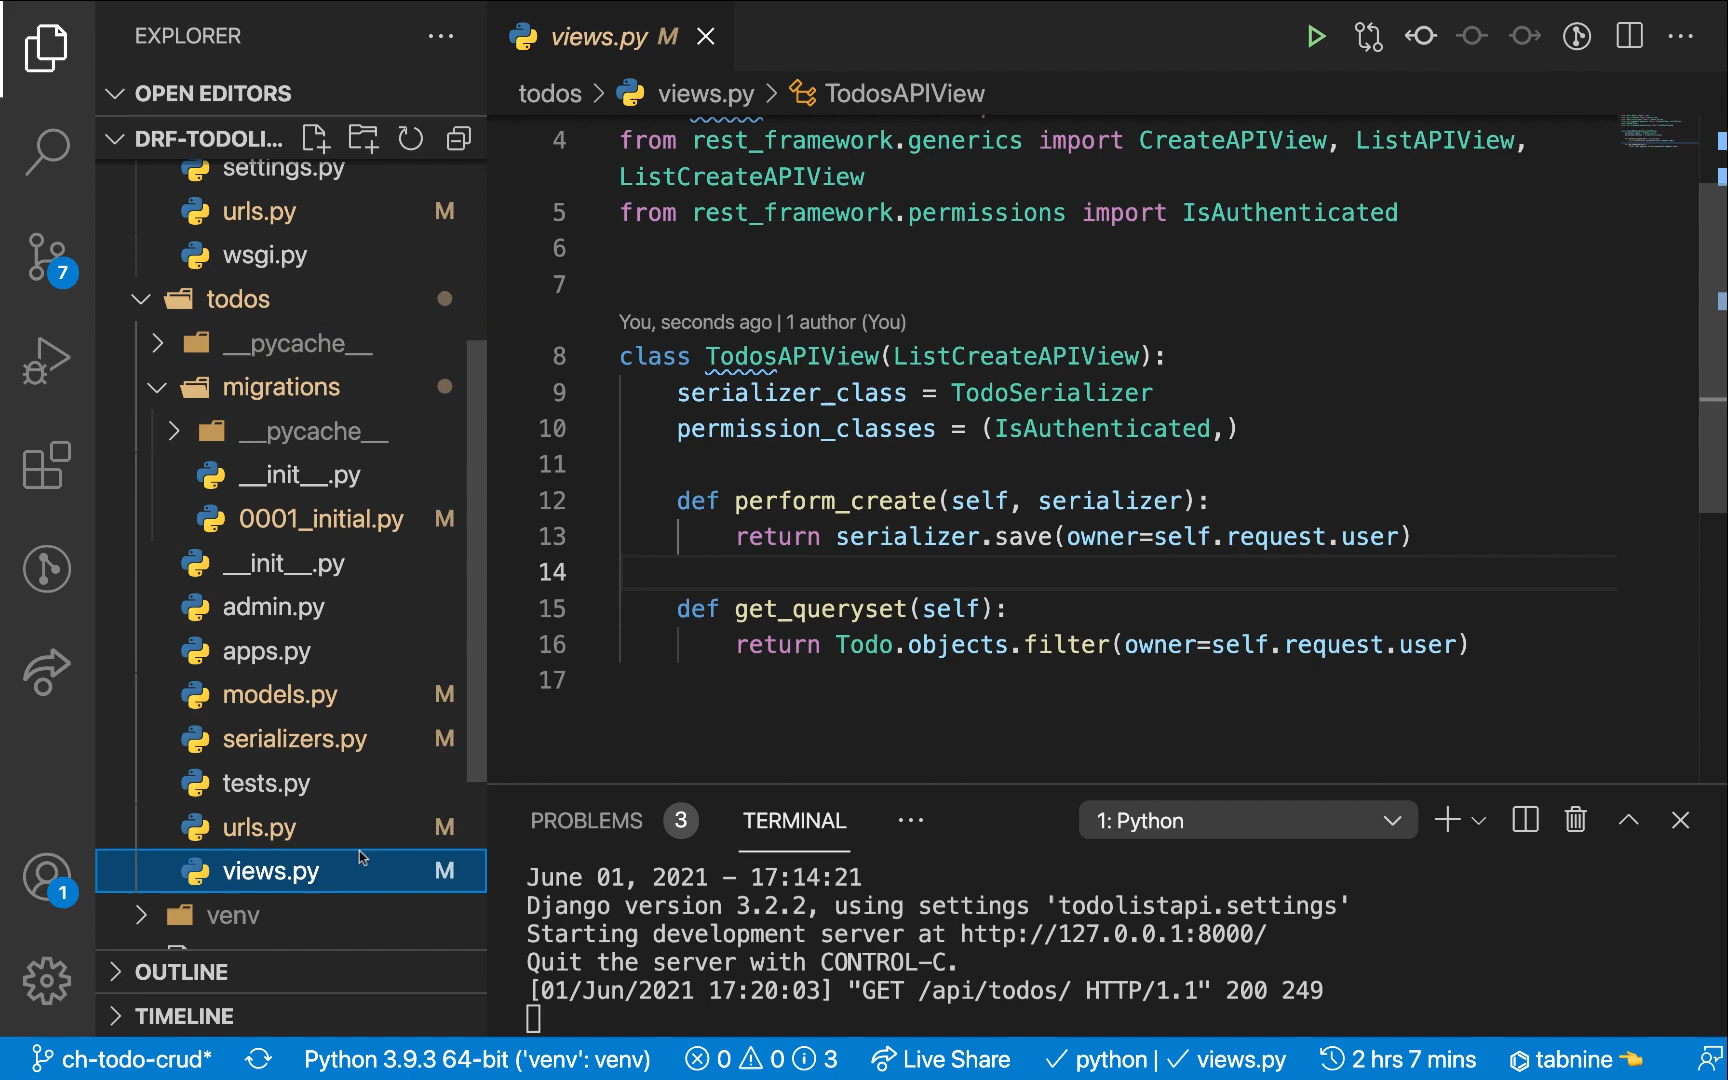 EXPLORER
views.py M
OPEN EDITORS
todos > views.py > TodosAPIView
DRF-TODOLI...
settings.py
urls.py M
wsgi.py
todos
__pycache__
migrations
__pycache__
__init__.py
0001_initial.py M
__init__.py
admin.py
apps.py
models.py M
serializers.py M
tests.py
urls.py M
views.py M
venv
OUTLINE
TIMELINE
7
1
4 from rest_framework.generics import CreateAPIView, ListAPIView,
ListCreateAPIView
5 from rest_framework.permissions import IsAuthenticated
6
7
You, seconds ago | 1 author (You)
8 class TodosAPIView(ListCreateAPIView):
9 serializer_class = TodoSerializer
10 permission_classes = (IsAuthenticated,)
11
12 def perform_create(self, serializer):
13 return serializer.save(owner=self.request.user)
14
15 def get_queryset(self):
16 return Todo.objects.filter(owner=self.request.user)
17
PROBLEMS 3 TERMINAL 1: Python
June 01, 2021 – 17:14:21
Django version 3.2.2, using settings 'todolistapi.settings'
Starting development server at http://127.0.0.1:8000/
Quit the server with CONTROL-C.
[01/Jun/2021 17:20:03] "GET /api/todos/ HTTP/1.1" 200 249
ch-todo-crud* Python 3.9.3 64-bit ('venv': venv) 0 0 3 Live Share python | views.py 2 hrs 7 mins tabnine